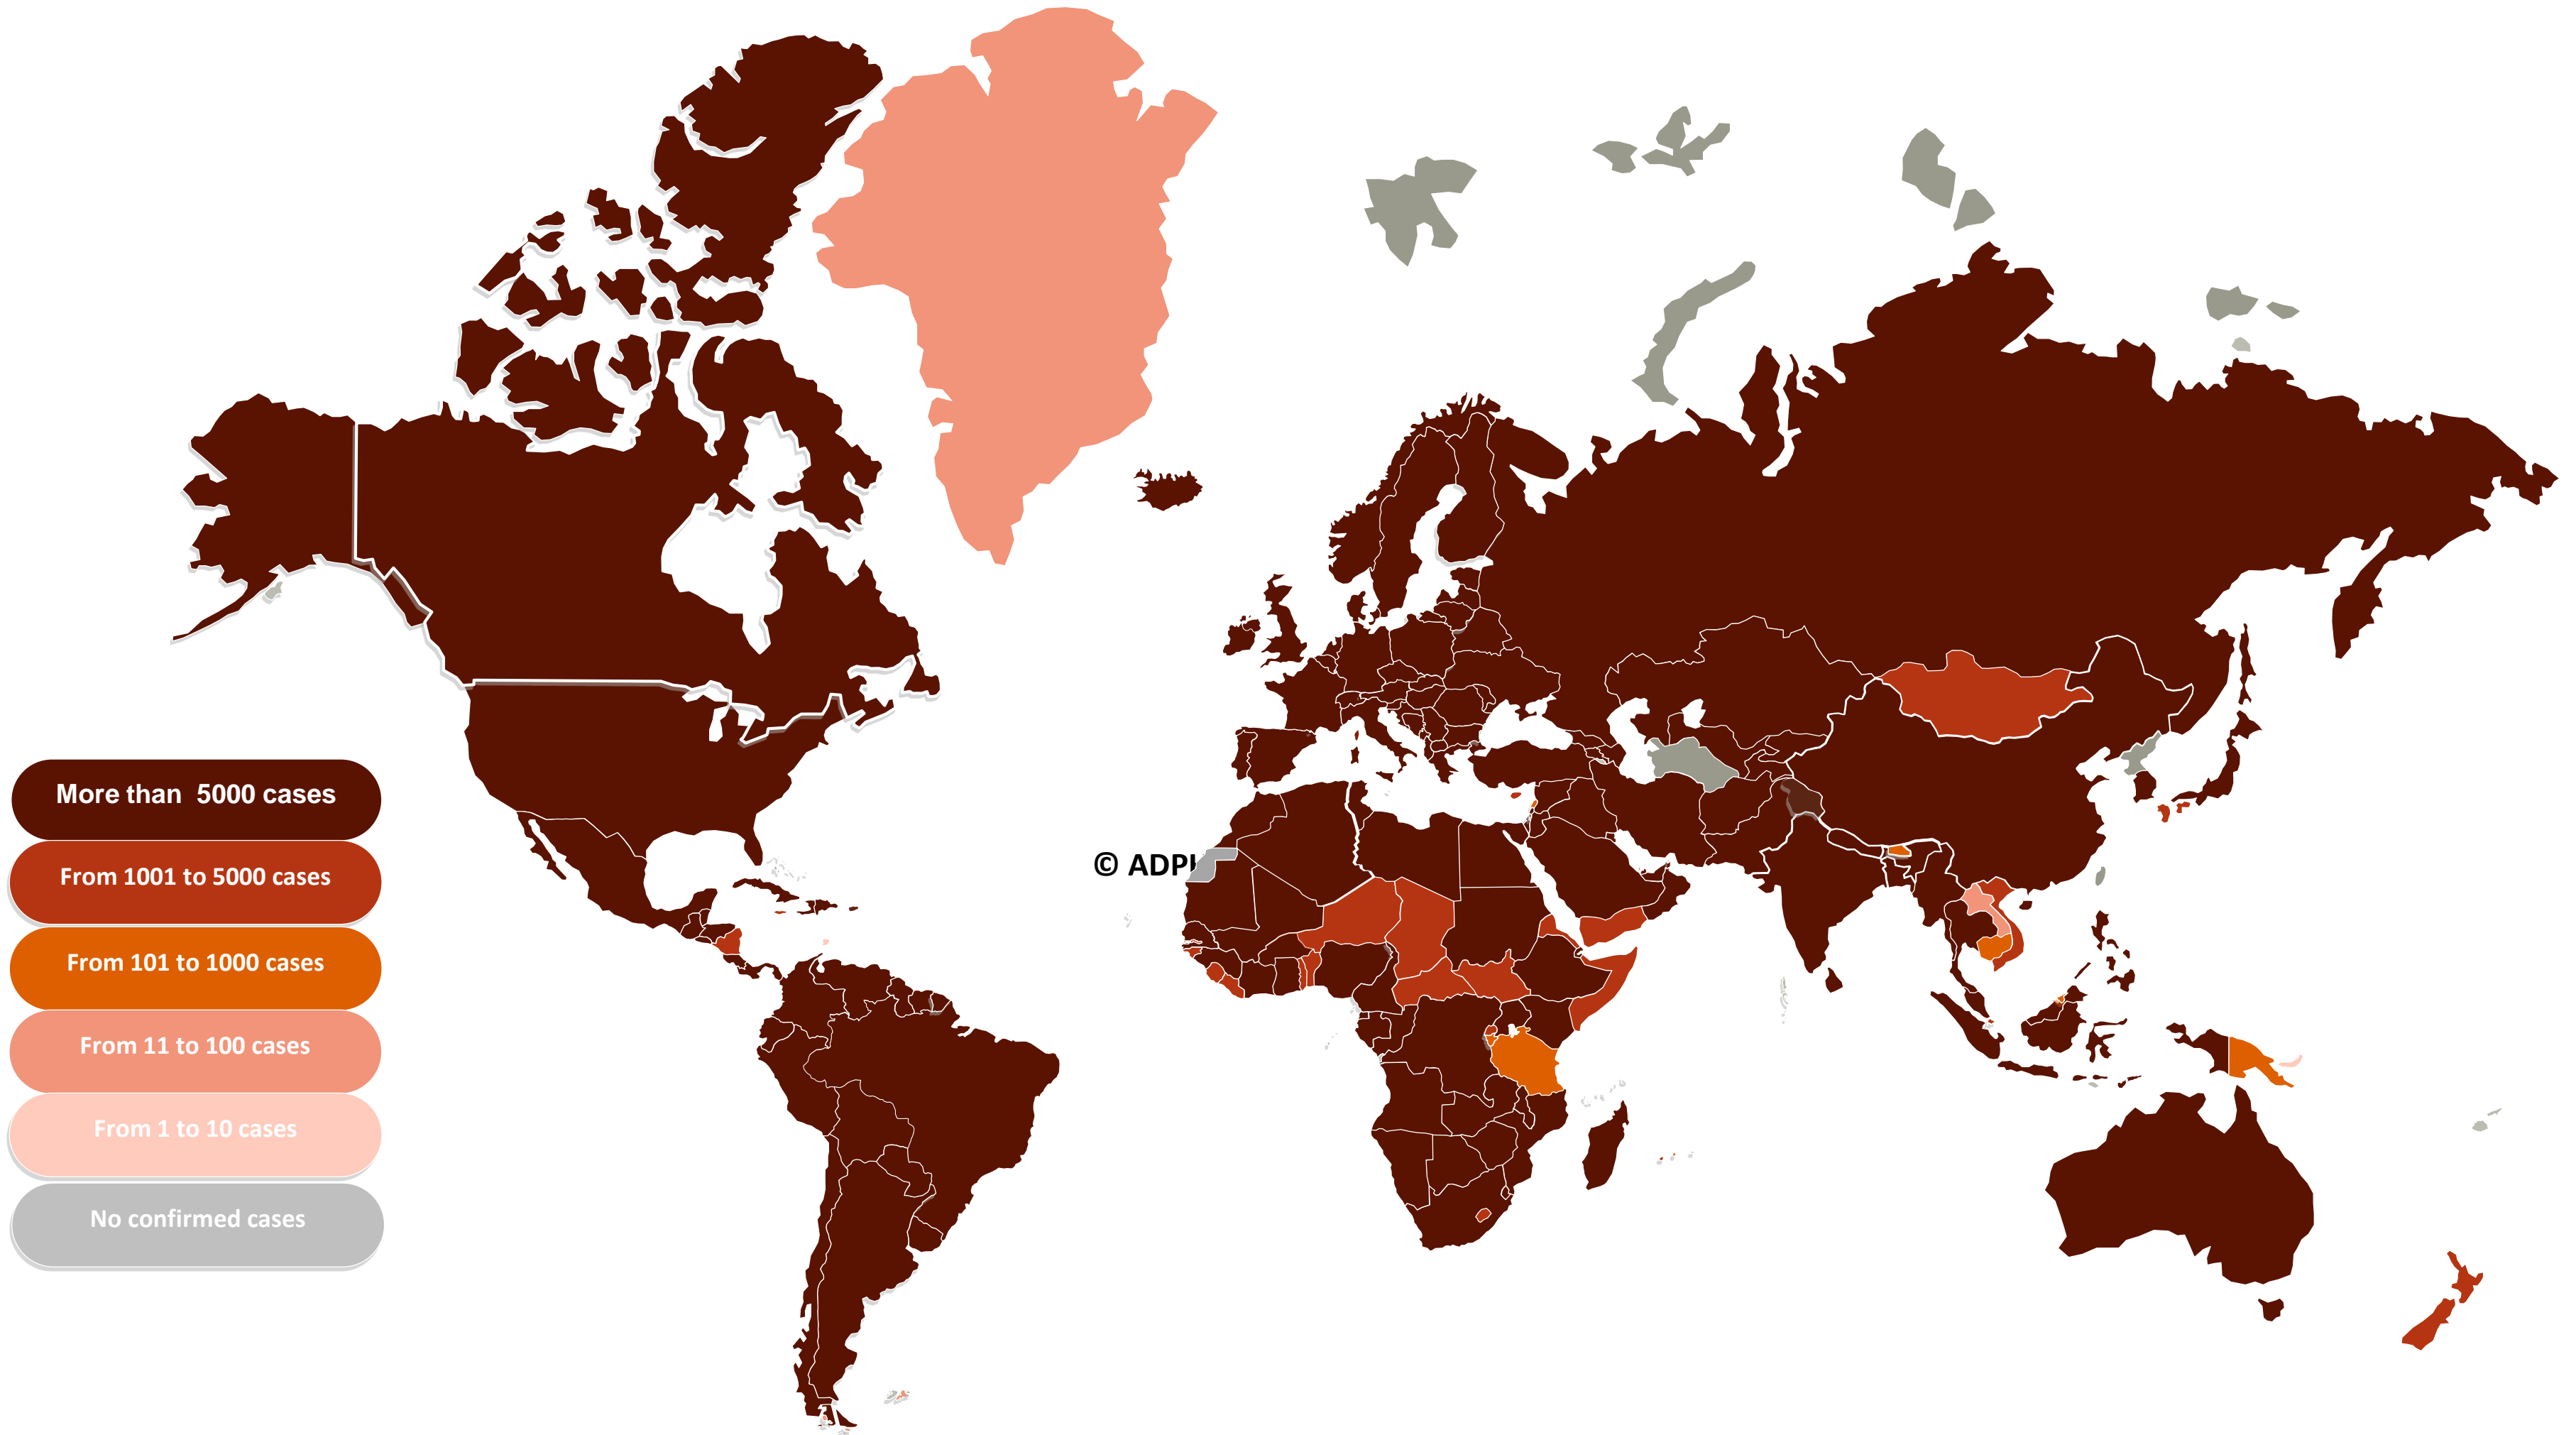 More than 5000 cases
From 1001 to 5000 cases
© ADPH
From 101 to 1000 cases
From 11 to 100 cases
From 1 to 10 cases
No confirmed cases